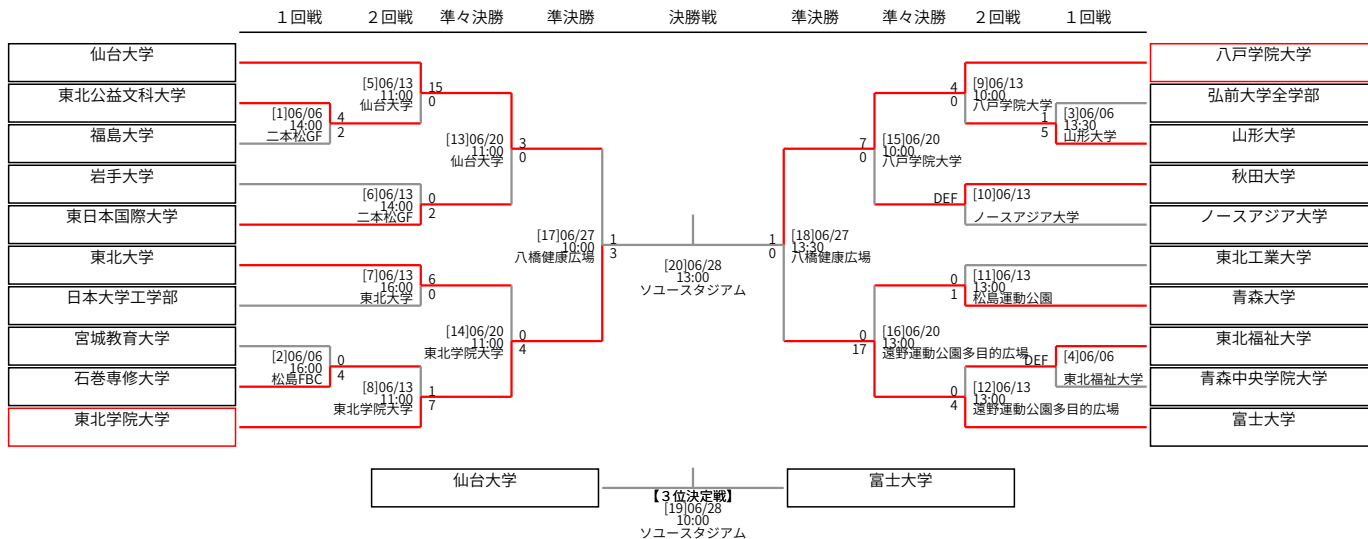 １回戦 ２回戦 準々決勝 準決勝 決勝戦 準決勝 準々決勝 ２回戦 １回戦
仙台大学
東北公益文科大学
福島大学
岩手大学
東日本国際大学
東北大学
日本大学工学部
宮城教育大学
石巻専修大学
東北学院大学
[1]06/06
14:00
二本松GF
4
2
[2]06/06
16:00
松島FBC
0
4
[5]06/13
11:00
仙台大学
15
0
[6]06/13
14:00
二本松GF
0
2
[7]06/13
16:00
東北大学
6
0
[8]06/13
11:00
東北学院大学
1
7
[13]06/20
11:00
仙台大学
3
0
[14]06/20
11:00
東北学院大学
0
4
[17]06/27
10:00
八橋健康広場
1
3
[20]06/28
13:00
ソユースタジアム
1
0
[18]06/27
13:30
八橋健康広場
7
0
[15]06/20
10:00
八戸学院大学
0
17
[16]06/20
13:00
遠野運動公園多目的広場
4
0
[9]06/13
10:00
八戸学院大学
DEF
[10]06/13
ノースアジア大学
0
1
[11]06/13
13:00
松島運動公園
0
4
[12]06/13
13:00
遠野運動公園多目的広場
1
5
[3]06/06
13:30
山形大学
DEF
[4]06/06
東北福祉大学
八戸学院大学
弘前大学全学部
山形大学
秋田大学
ノースアジア大学
東北工業大学
青森大学
東北福祉大学
青森中央学院大学
富士大学
仙台大学
富士大学
【３位決定戦】
[19]06/28
10:00
ソユースタジアム